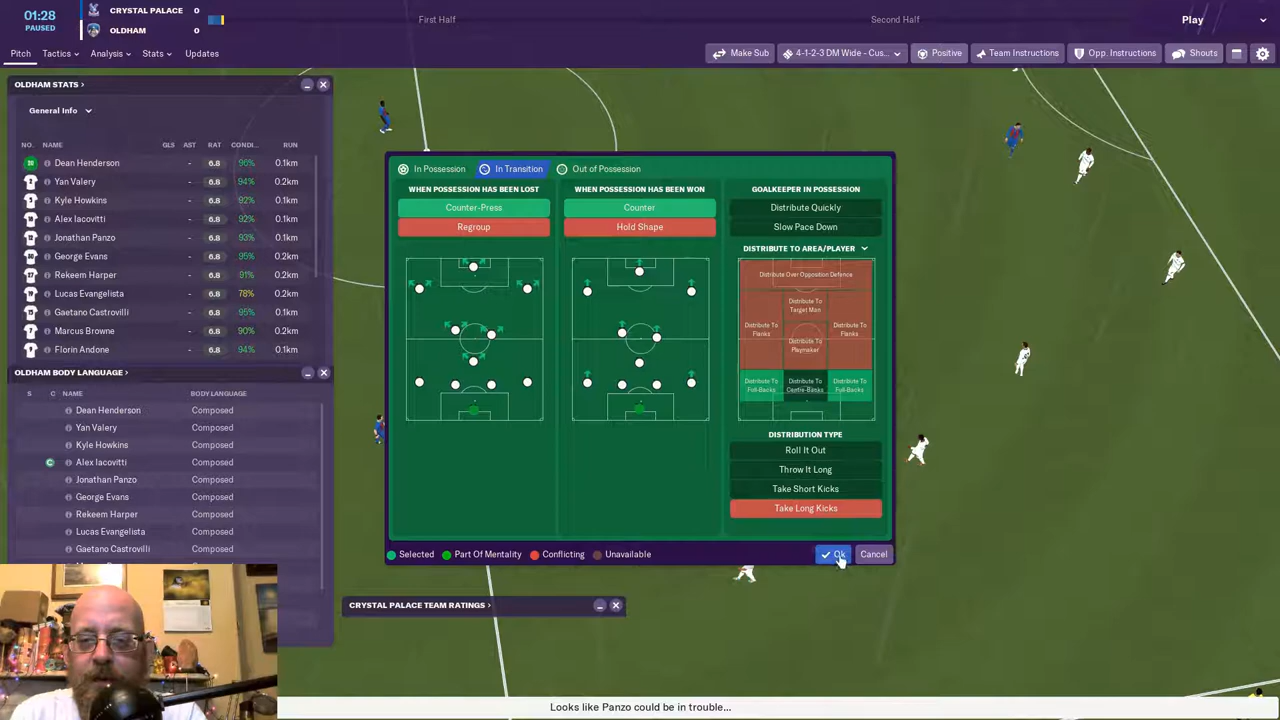 01:28
PAUSED
CRYSTAL PALACE 0
OLDHAM 0
First Half
Second Half
Play
Pitch Tactics Analysis Stats Updates
Make Sub
4-1-2-3 DM Wide - Cus...
Positive
Team Instructions
Opp. Instructions
Shouts
OLDHAM STATS >
General Info
NO. NAME GLS AST RAT CONDI... RUN
Dean Henderson - - 6.8 96% 0.1km
Yan Valery - - 6.8 94% 0.2km
Kyle Howkins - - 6.8 92% 0.1km
Alex Iacovitti - - 6.8 92% 0.1km
Jonathan Panzo - - 6.8 93% 0.1km
George Evans - - 6.8 95% 0.2km
Rekeem Harper - - 6.8 91% 0.2km
Lucas Evangelista - - 6.8 78% 0.2km
Gaetano Castrovilli - - 6.8 95% 0.1km
Marcus Browne - - 6.8 90% 0.2km
Florin Andone - - 6.8 94% 0.1km
OLDHAM BODY LANGUAGE >
S C NAME BODY LANGUAGE
Dean Henderson Composed
Yan Valery Composed
Kyle Howkins Composed
C Alex Iacovitti Composed
Jonathan Panzo Composed
George Evans Composed
Rekeem Harper Composed
Lucas Evangelista Composed
Gaetano Castrovilli Composed
In Possession In Transition Out of Possession
WHEN POSSESSION HAS BEEN LOST
Counter-Press
Regroup
WHEN POSSESSION HAS BEEN WON
Counter
Hold Shape
GOALKEEPER IN POSSESSION
Distribute Quickly
Slow Pace Down
DISTRIBUTE TO AREA/PLAYER
Distribute Over Opposition Defence
Distribute To
Target Man
Distribute To
Flanks
Distribute To
Flanks
Distribute To
Playmaker
Distribute To
Full-Backs
Distribute To
Centre-Backs
Distribute To
Full-Backs
DISTRIBUTION TYPE
Roll It Out
Throw It Long
Take Short Kicks
Take Long Kicks
Selected Part Of Mentality Conflicting Unavailable
Ok Cancel
CRYSTAL PALACE TEAM RATINGS >
Looks like Panzo could be in trouble...